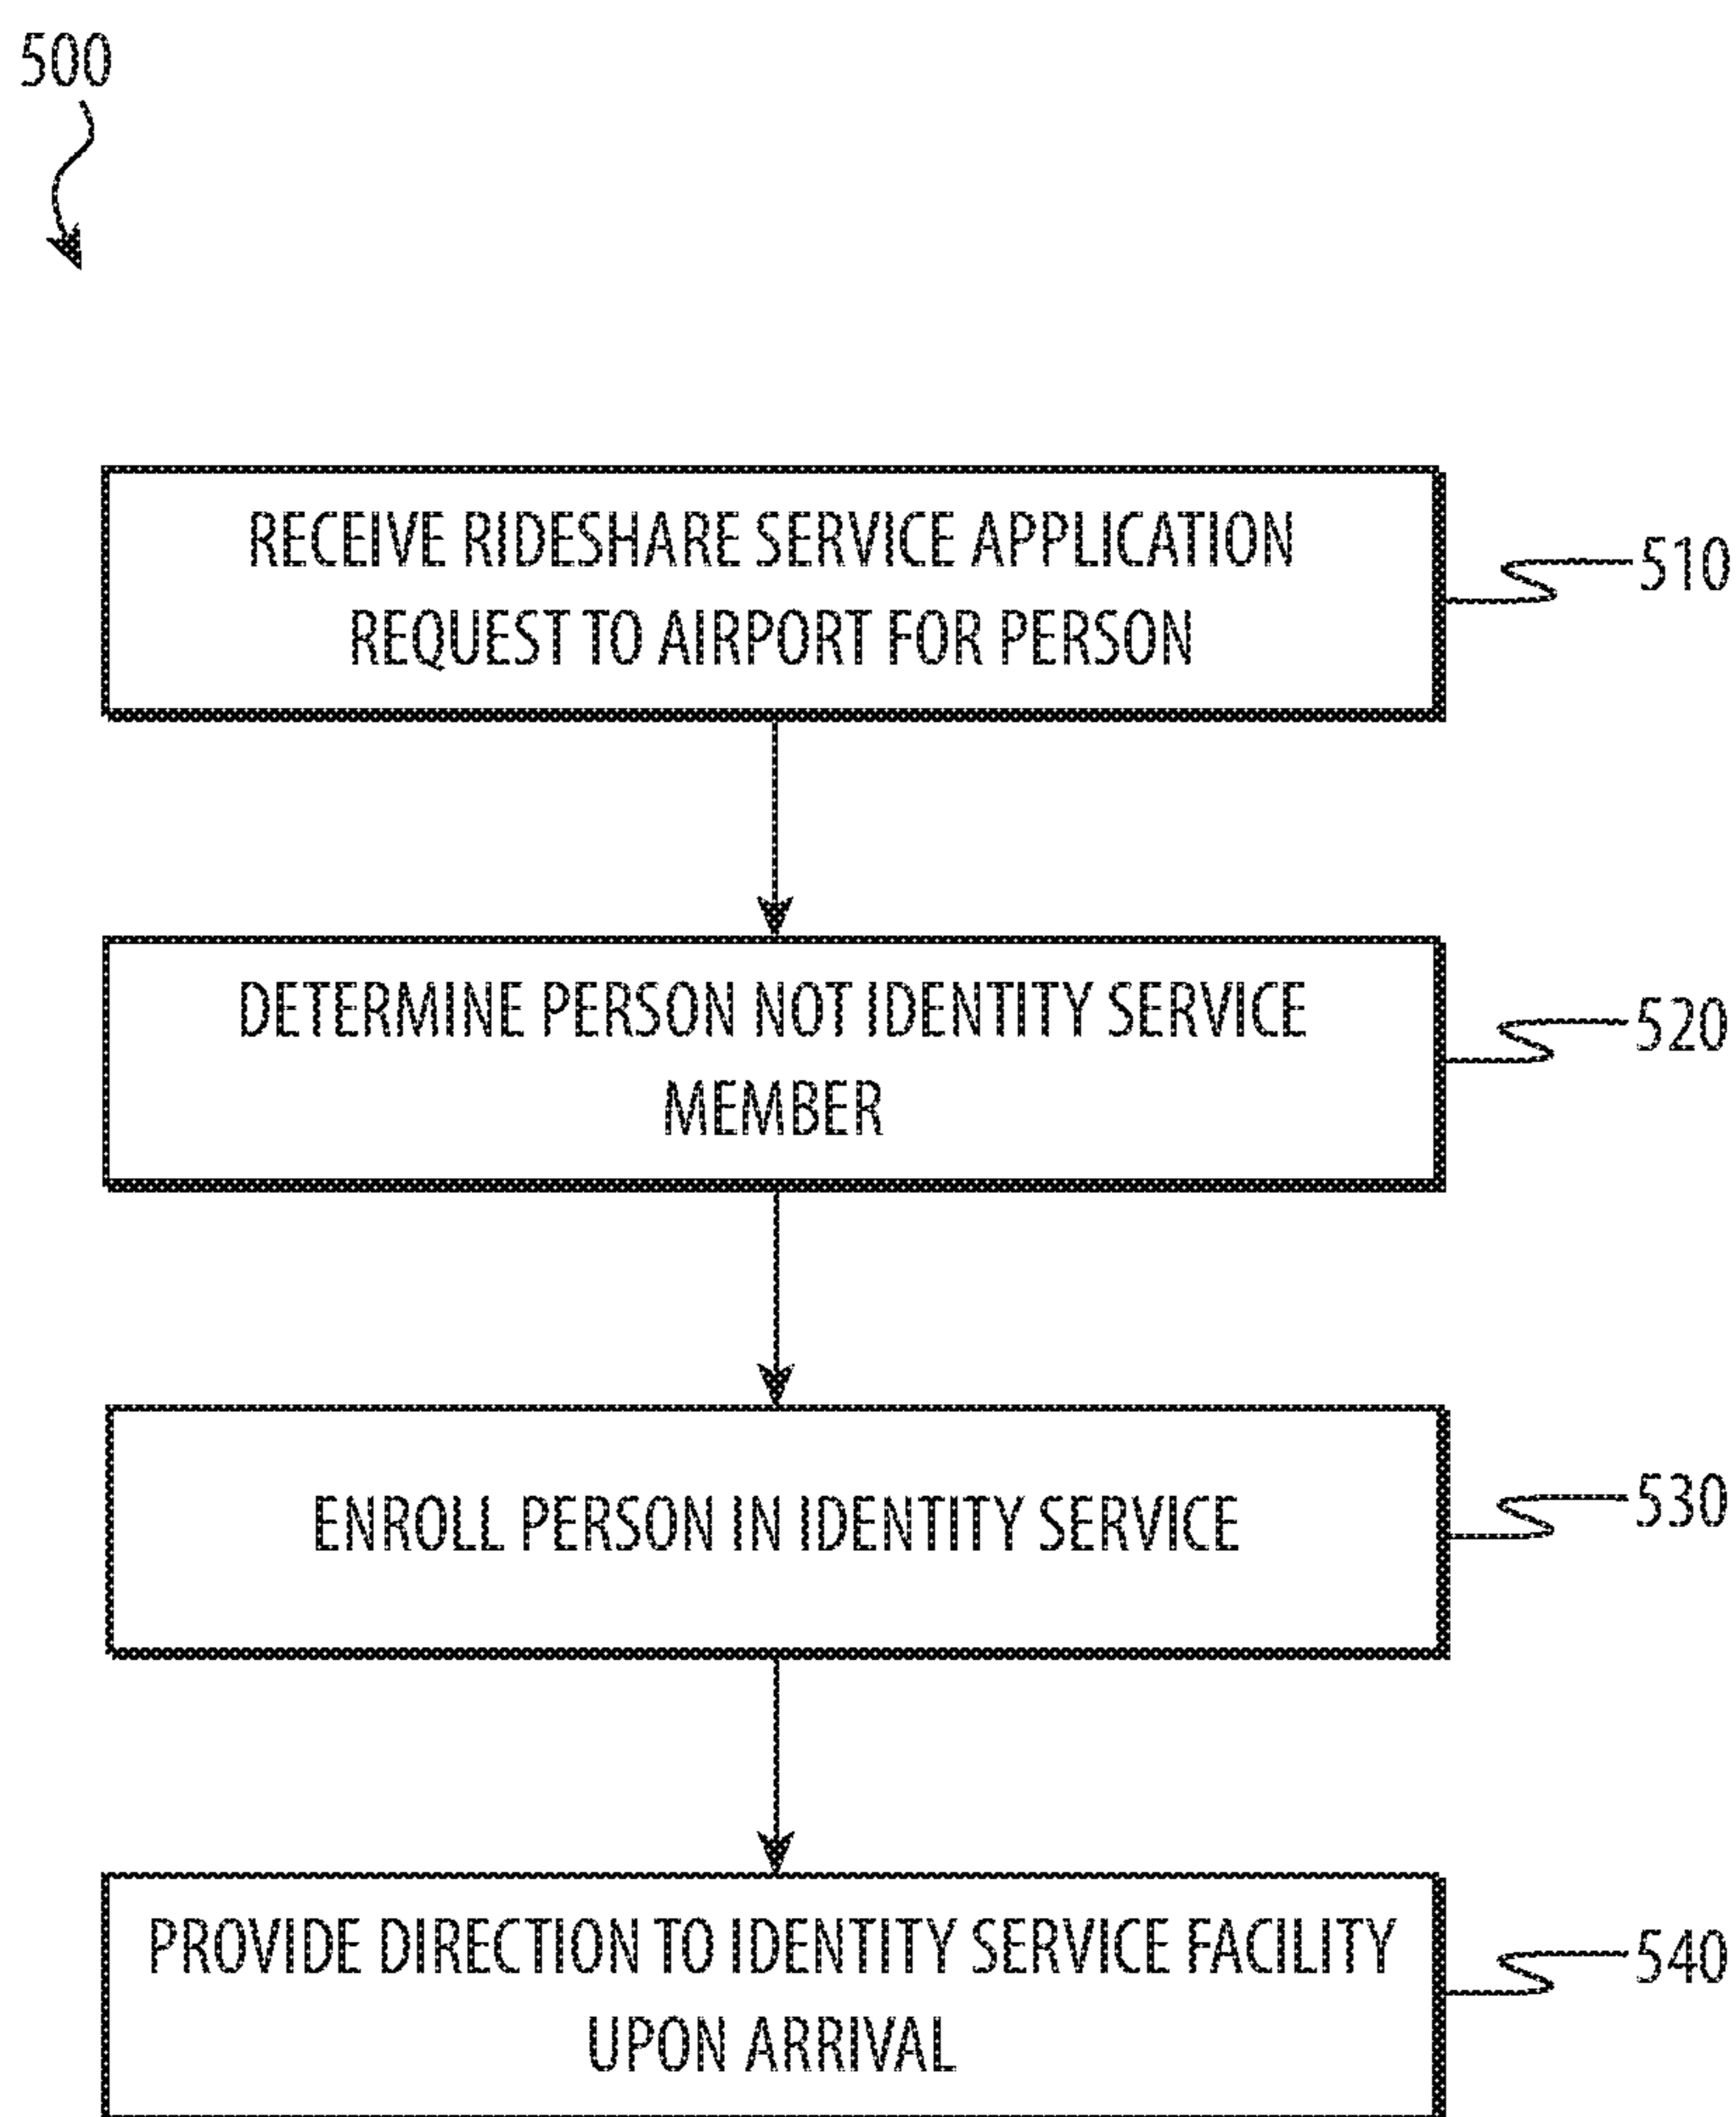 500
RECEIVE RIDESHARE SERVICE APPLICATION
REQUEST TO AIRPORT FOR PERSON
510
DETERMINE PERSON NOT IDENTITY SERVICE
MEMBER
520
ENROLL PERSON IN IDENTITY SERVICE
530
PROVIDE DIRECTION TO IDENTITY SERVICE FACILITY
UPON ARRIVAL
540